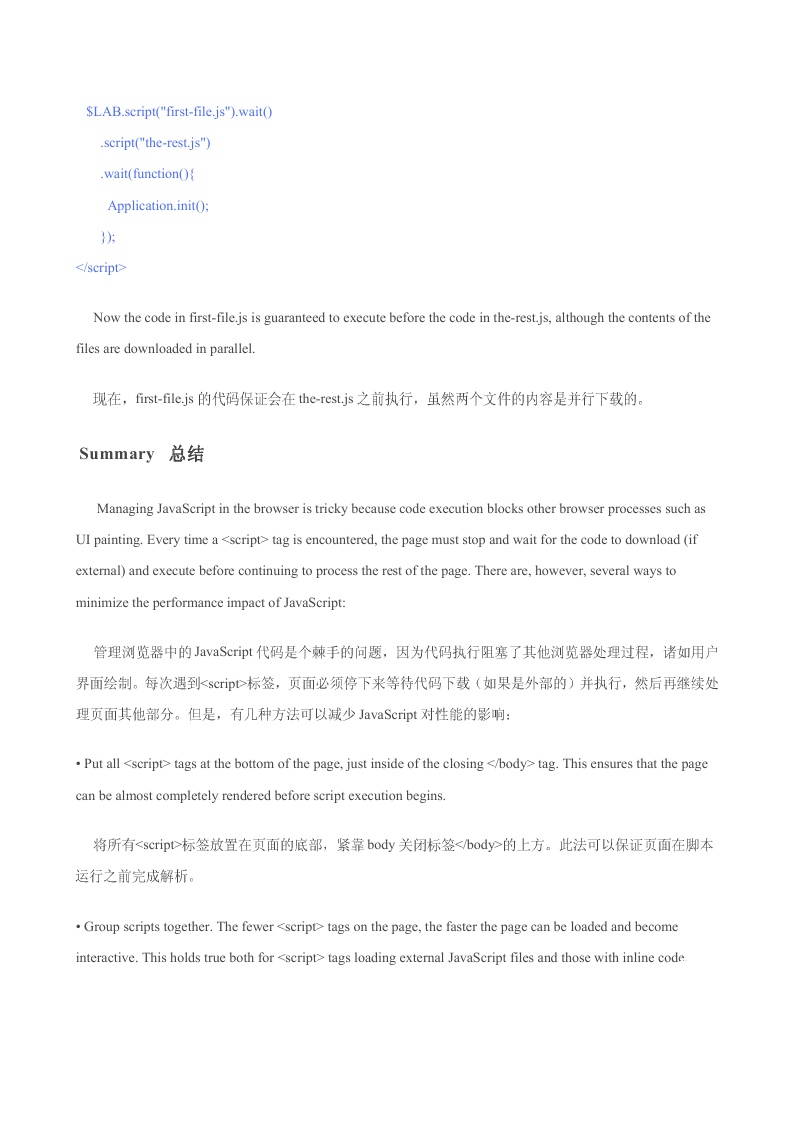 $LAB.script("first-file.js").wait()
.script("the-rest.js")
.wait(function(){
Application.init();
});
</script>
Now the code in first-file.js is guaranteed to execute before the code in the-rest.js, although the contents of the
files are downloaded in parallel.
现在，first-file.js 的代码保证会在 the-rest.js 之前执行，虽然两个文件的内容是并行下载的。
Summary 总结
Managing JavaScript in the browser is tricky because code execution blocks other browser processes such as
UI painting. Every time a <script> tag is encountered, the page must stop and wait for the code to download (if
external) and execute before continuing to process the rest of the page. There are, however, several ways to
minimize the performance impact of JavaScript:
管理浏览器中的 JavaScript 代码是个棘手的问题，因为代码执行阻塞了其他浏览器处理过程，诸如用户
界面绘制。每次遇到<script>标签，页面必须停下来等待代码下载（如果是外部的）并执行，然后再继续处
理页面其他部分。但是，有几种方法可以减少 JavaScript 对性能的影响：
• Put all <script> tags at the bottom of the page, just inside of the closing </body> tag. This ensures that the page
can be almost completely rendered before script execution begins.
将所有<script>标签放置在页面的底部，紧靠 body 关闭标签</body>的上方。此法可以保证页面在脚本
运行之前完成解析。
• Group scripts together. The fewer <script> tags on the page, the faster the page can be loaded and become
interactive. This holds true both for <script> tags loading external JavaScript files and those with inline code